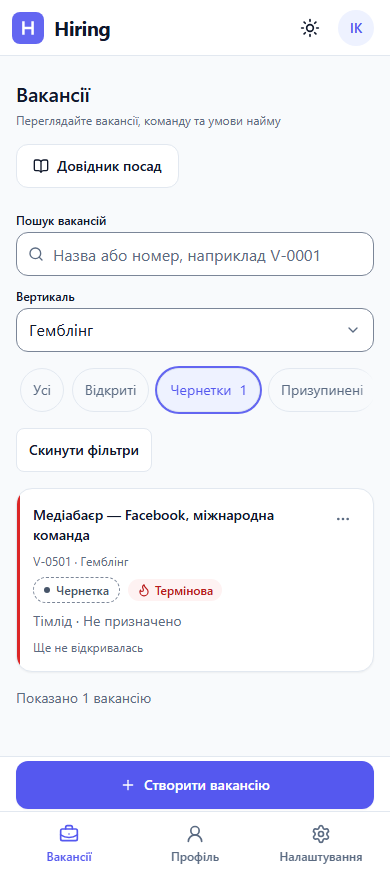 H Hiring
ІК
Вакансії
Переглядайте вакансії, команду та умови найму
Довідник посад
Пошук вакансій
Назва або номер, наприклад V-0001
Вертикаль
Гемблінг
Усі
Відкриті
Чернетки 1
Призупинені
Скинути фільтри
Медіабаєр — Facebook, міжнародна
команда
V-0501 · Гемблінг
Чернетка
Термінова
Тімлід · Не призначено
Ще не відкривалась
Показано 1 вакансію
+ Створити вакансію
Вакансії
Профіль
Налаштування